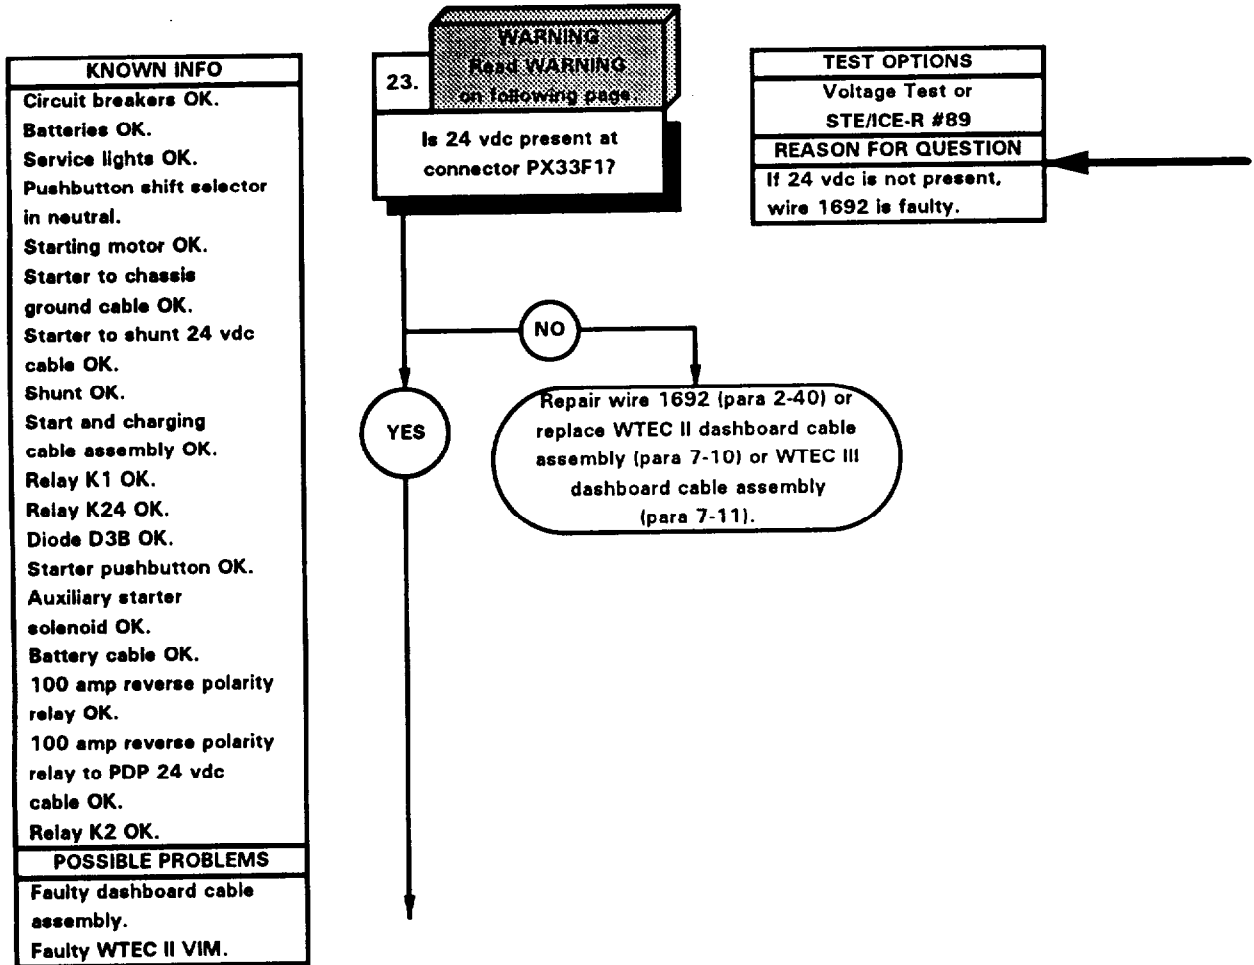 KNOWN INFO
Circuit breakers OK.
Batteries OK.
Service lights OK.
Pushbutton shift selector
in neutral.
Starting motor OK.
Starter to chassis
ground cable OK.
Starter to shunt 24 vdc
cable OK.
Shunt OK.
Start and charging
cable assembly OK.
Relay K1 OK.
Relay K24 OK.
Diode D3B OK.
Starter pushbutton OK.
Auxiliary starter
solenoid OK.
Battery cable OK.
100 amp reverse polarity
relay OK.
100 amp reverse polarity
relay to PDP 24 vdc
cable OK.
Relay K2 OK.
POSSIBLE PROBLEMS
Faulty dashboard cable
assembly.
Faulty WTEC II VIM.
23.
WARNING
Read WARNING
on following page
Is 24 vdc present at
connector PX33F1?
NO
YES
Repair wire 1692 (para 2-40) or
replace WTEC II dashboard cable
assembly (para 7-10) or WTEC III
dashboard cable assembly
(para 7-11).
TEST OPTIONS
Voltage Test or
STE/ICE-R #89
REASON FOR QUESTION
If 24 vdc is not present,
wire 1692 is faulty.